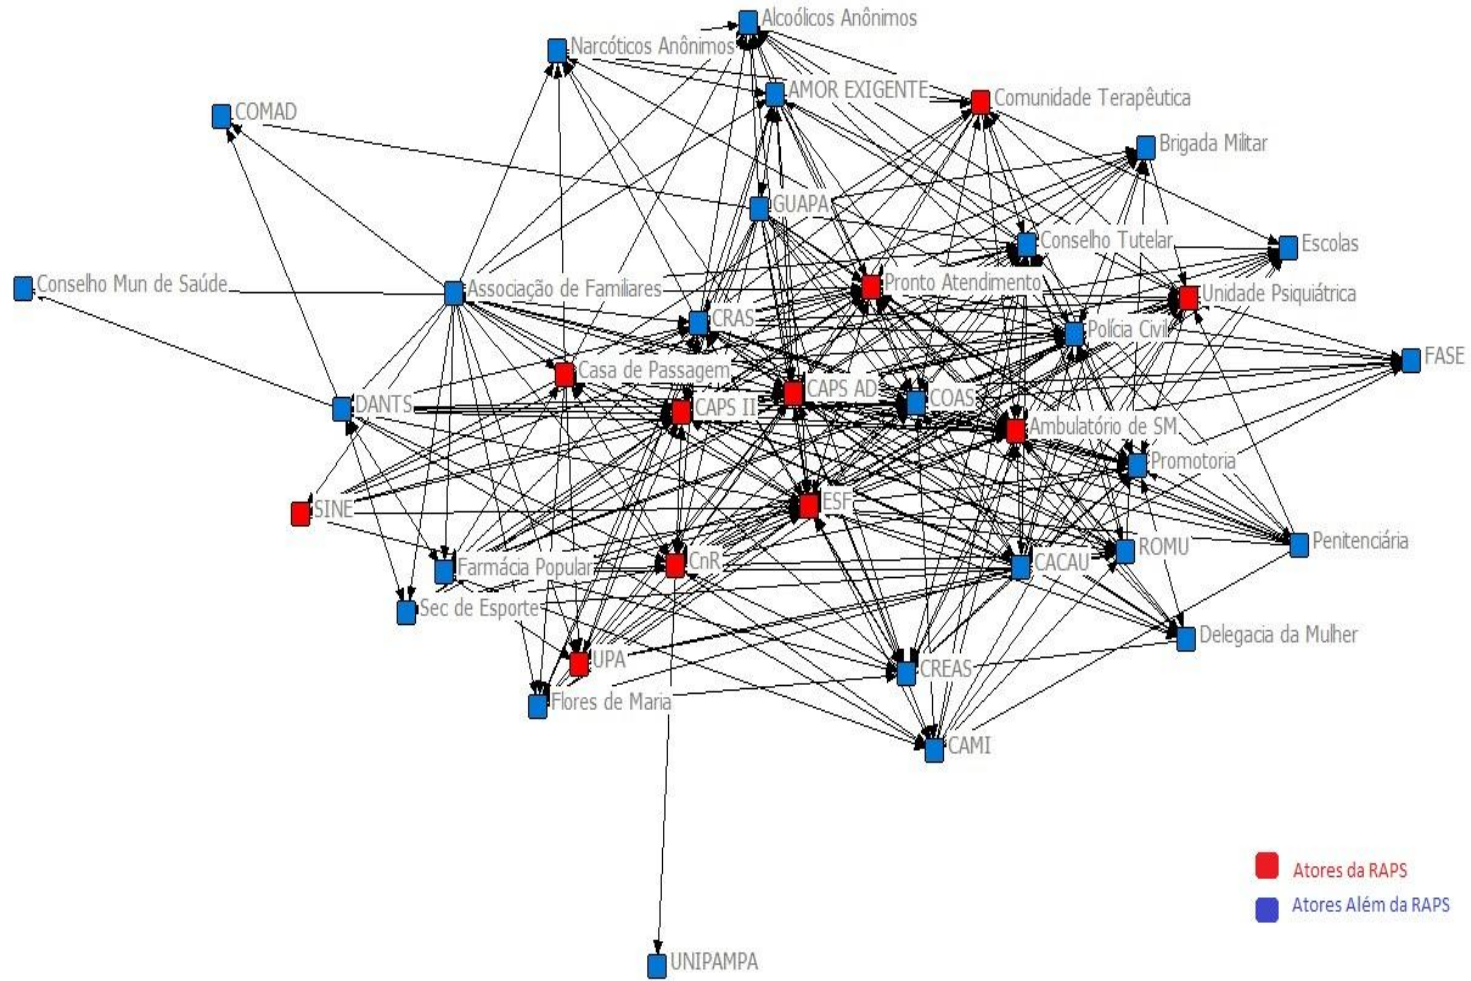 Alcoólicos Anônimos
Narcóticos Anônimos
AMOR EXIGENTE
Comunidade Terapêutica
COMAD
Brigada Militar
GUAPA
Conselho Tutelar
Escolas
Conselho Mun de Saúde
Associação de Familiares
Pronto Atendimento
Unidade Psiquiátrica
CRAS
Polícia Civil
FASE
Casa de Passagem
CAPS AD
COAS
DANTS
CAPS II
Ambulatório de SM
Promotoria
SINE
ESF
Penitenciária
ROMU
Farmácia Popular
CnR
CACAU
Sec de Esporte
Delegacia da Mulher
UPA
CREAS
Flores de Maria
CAMI
Atores da RAPS
Atores Além da RAPS
UNIPAMPA